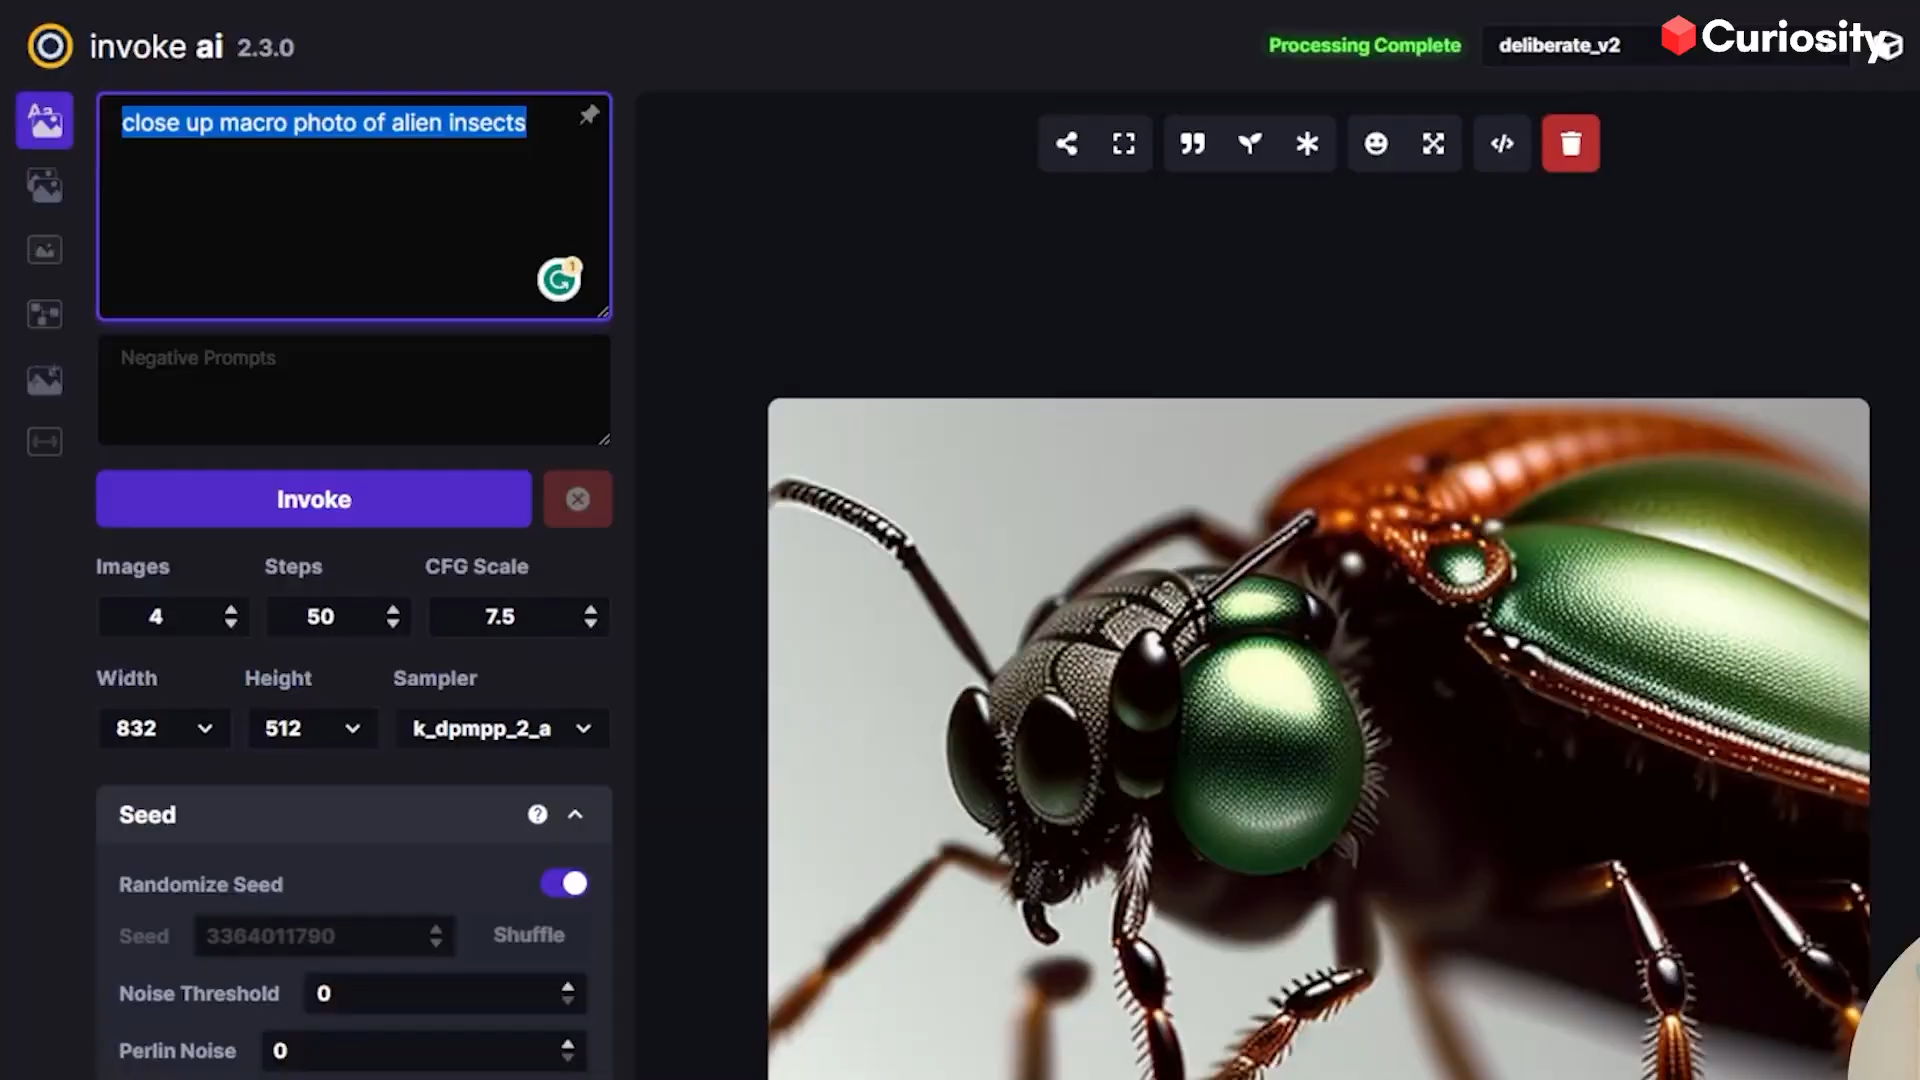 invoke ai 2.3.0
Processing Complete
deliberate_v2
Curiosity
close up macro photo of alien insects
1
Negative Prompts
Invoke
Images
Steps
CFG Scale
4
50
7.5
Width
Height
Sampler
832
512
k_dpmpp_2_a
Seed
Randomize Seed
Seed
3364011790
Shuffle
Noise Threshold
0
Perlin Noise
0